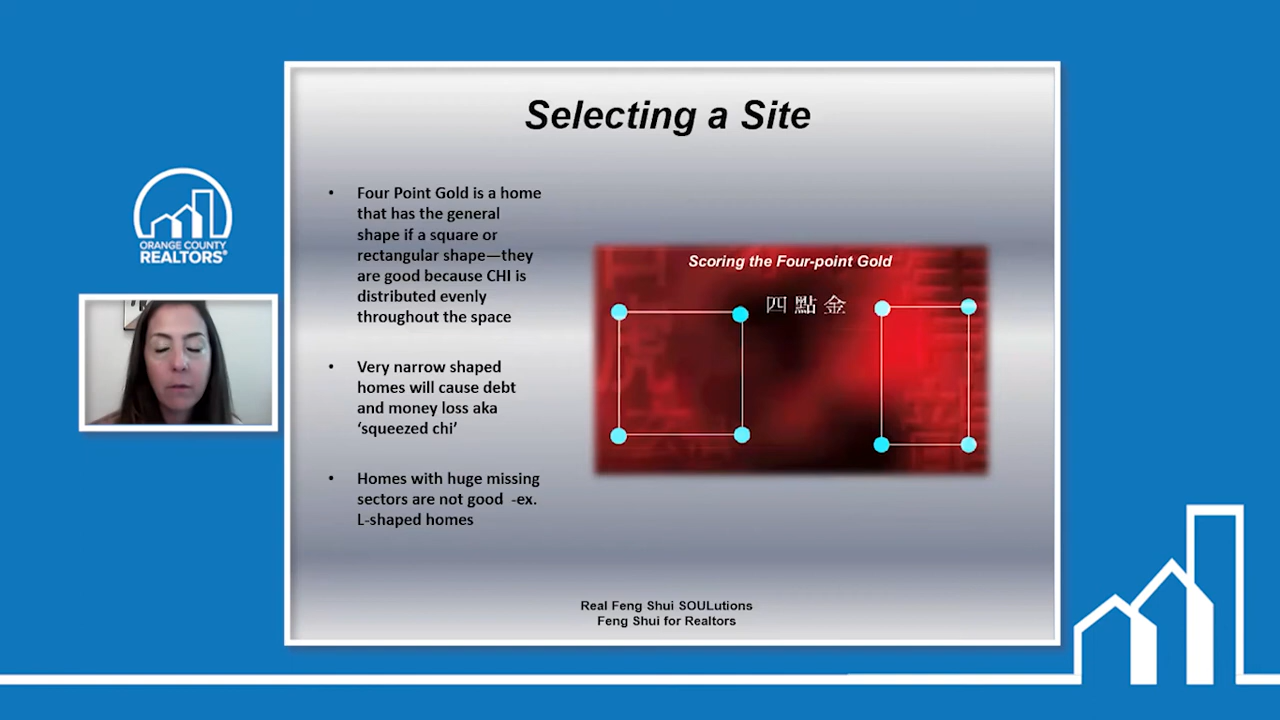 Selecting a Site
• Four Point Gold is a home
that has the general
shape if a square or
rectangular shape—they
are good because CHI is
distributed evenly
throughout the space
• Very narrow shaped
homes will cause debt
and money loss aka
‘squeezed chi’
• Homes with huge missing
sectors are not good -ex.
L-shaped homes
Scoring the Four-point Gold
四點金
Real Feng Shui SOULutions
Feng Shui for Realtors
ORANGE COUNTY
REALTORS®